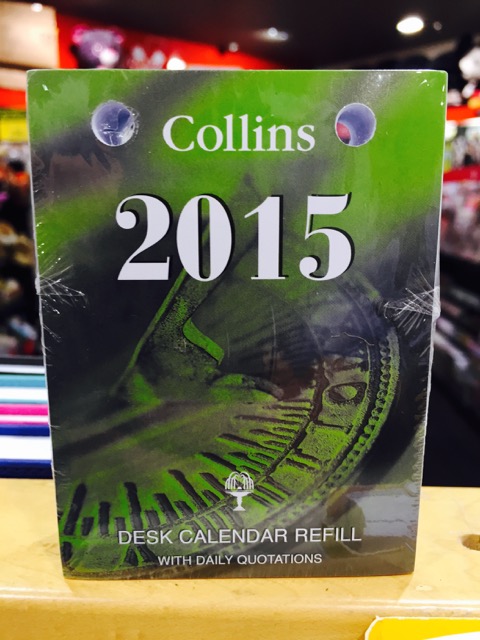 Collins
2015
DESK CALENDAR REFILL
WITH DAILY QUOTATIONS